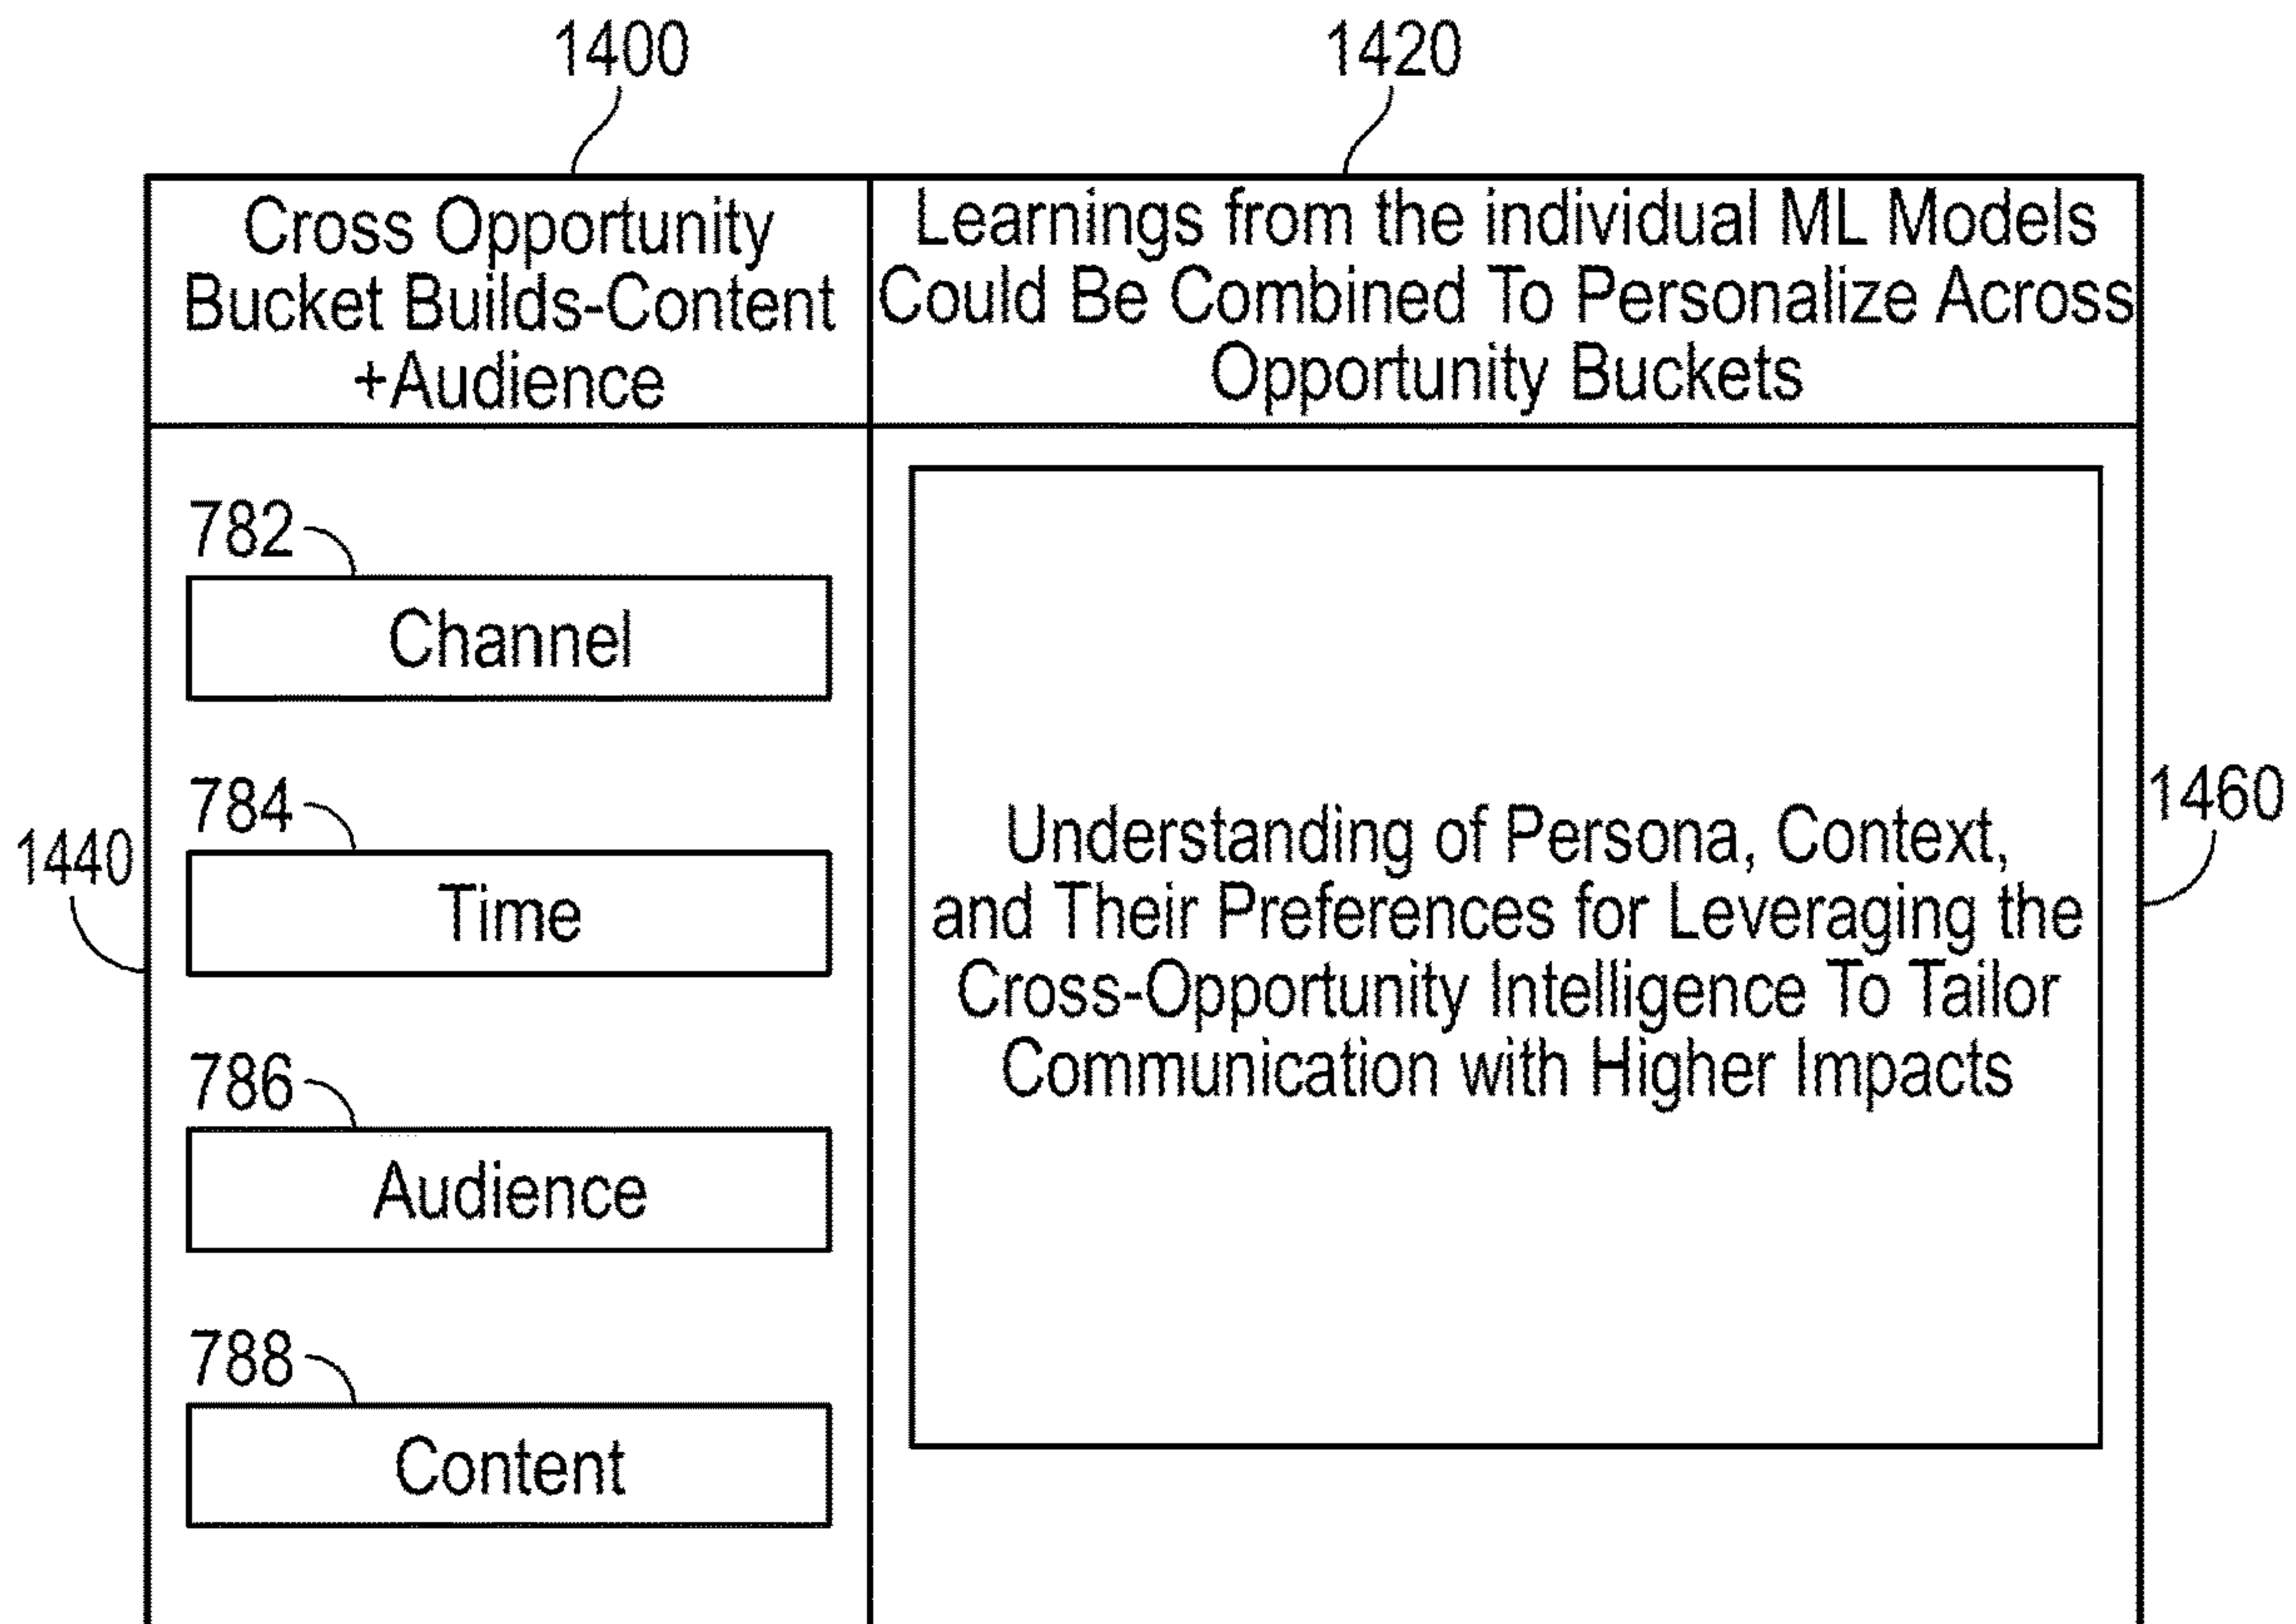 1400
1420
Cross Opportunity
Bucket Builds-Content
+Audience
Learnings from the individual ML Models
Could Be Combined To Personalize Across
Opportunity Buckets
782
Channel
784
Time
1440
786
Audience
788
Content
Understanding of Persona, Context,
and Their Preferences for Leveraging the
Cross-Opportunity Intelligence To Tailor
Communication with Higher Impacts
1460